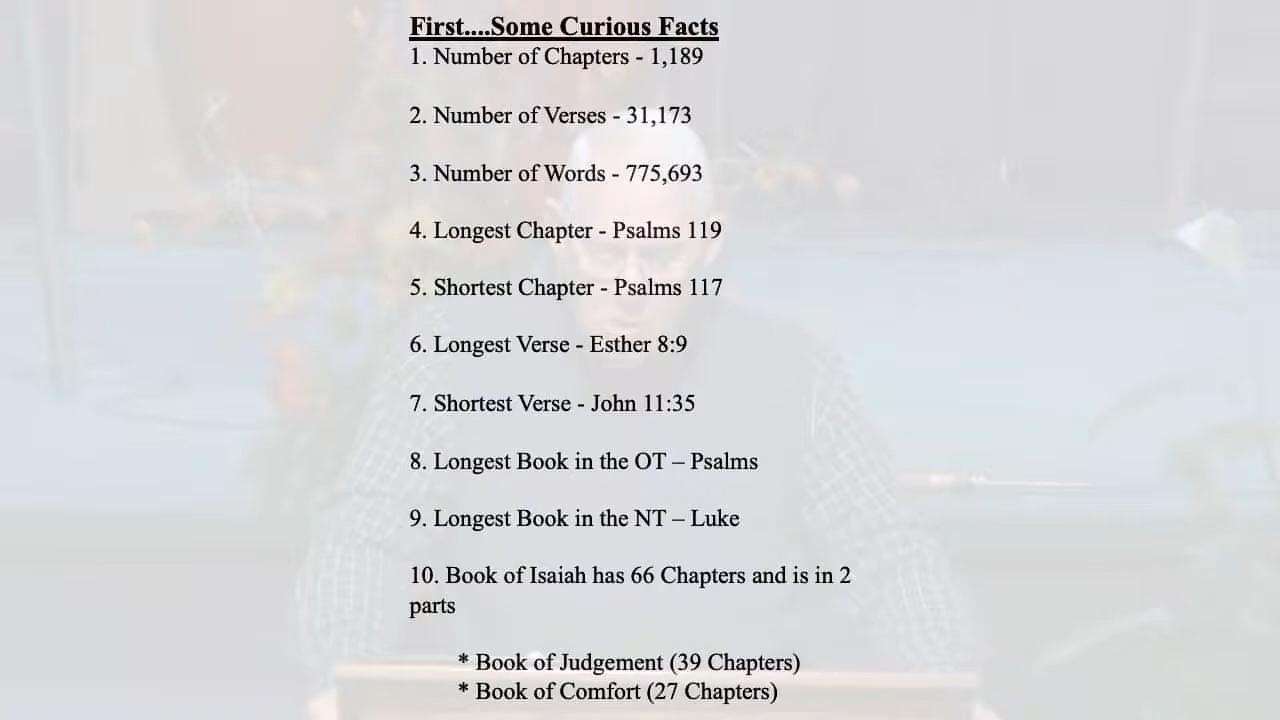 First....Some Curious Facts
1. Number of Chapters - 1,189
2. Number of Verses - 31,173
3. Number of Words - 775,693
4. Longest Chapter - Psalms 119
5. Shortest Chapter - Psalms 117
6. Longest Verse - Esther 8:9
7. Shortest Verse - John 11:35
8. Longest Book in the OT – Psalms
9. Longest Book in the NT – Luke
10. Book of Isaiah has 66 Chapters and is in 2
parts
* Book of Judgement (39 Chapters)
* Book of Comfort (27 Chapters)